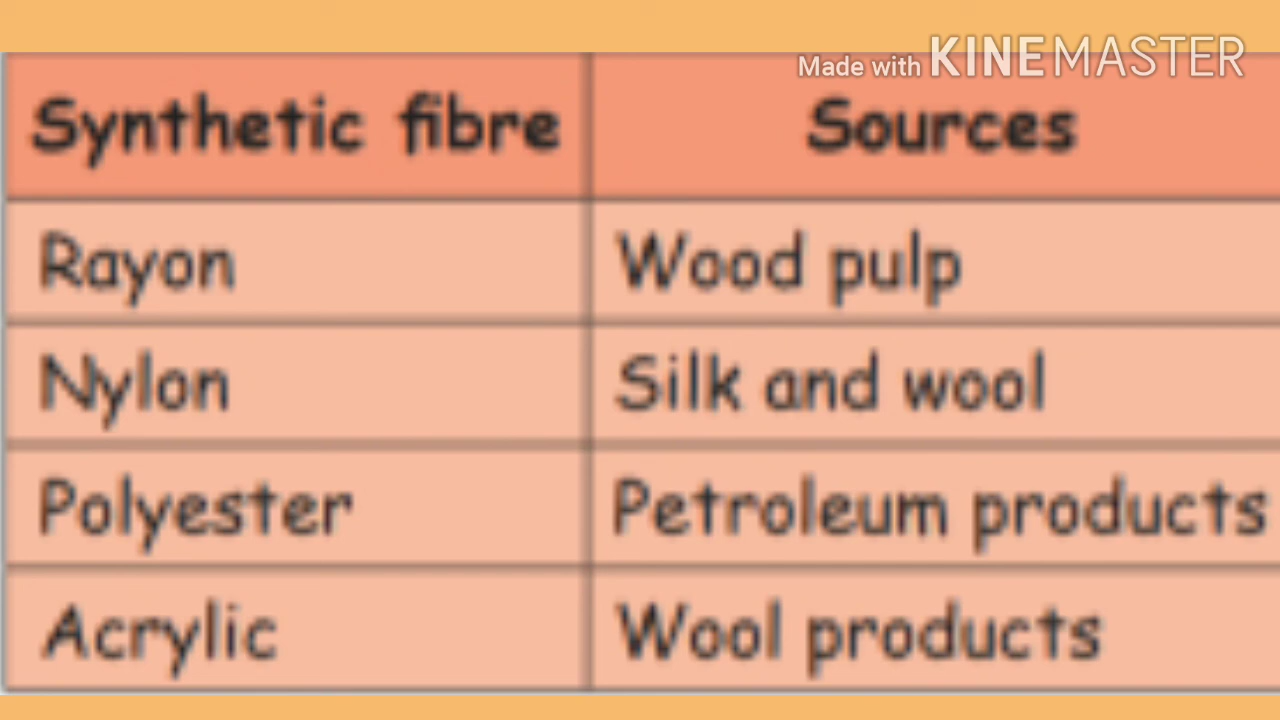 Made with KINEMASTER
Synthetic fibre Sources
Rayon Wood pulp
Nylon Silk and wool
Polyester Petroleum products
Acrylic Wool products